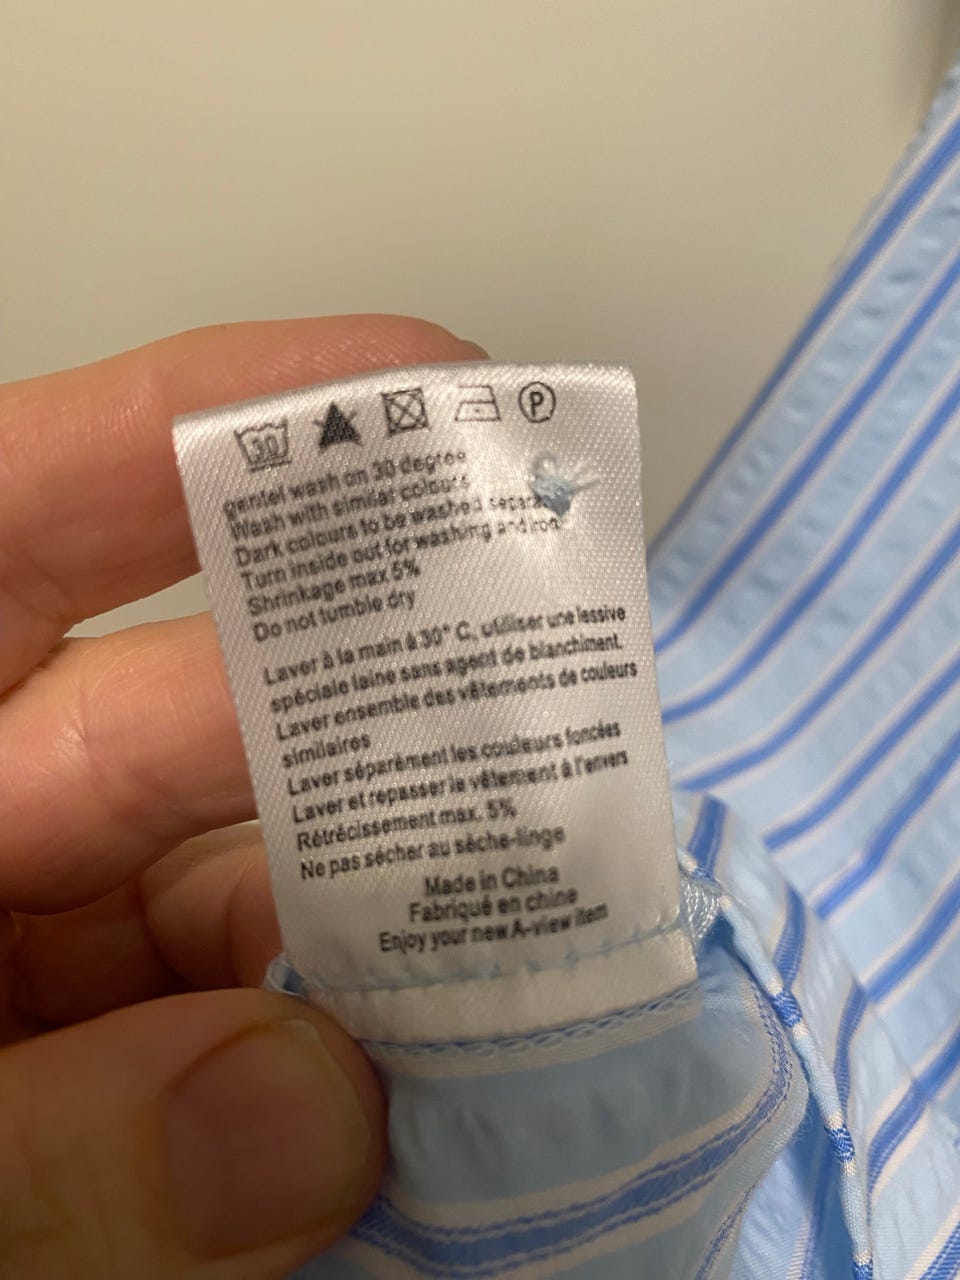 30 P
gentel wash on 30 degree
Wash with similar colours
Dark colours to be washed
Turn inside out for washing and iron
Shrinkage max 5%
Do not tumble dry
Laver à la main à 30° C, utiliser une lessive
spéciale laine sans agent de blanchiment.
Laver ensemble des vêtements de couleurs
similaires
Laver séparément les couleurs foncées
Laver et repasser le vêtement à l'envers
Rétrécissement max. 5%
Ne pas sécher au sèche-linge
Made in China
Fabriqué en chine
Enjoy your new A-view item